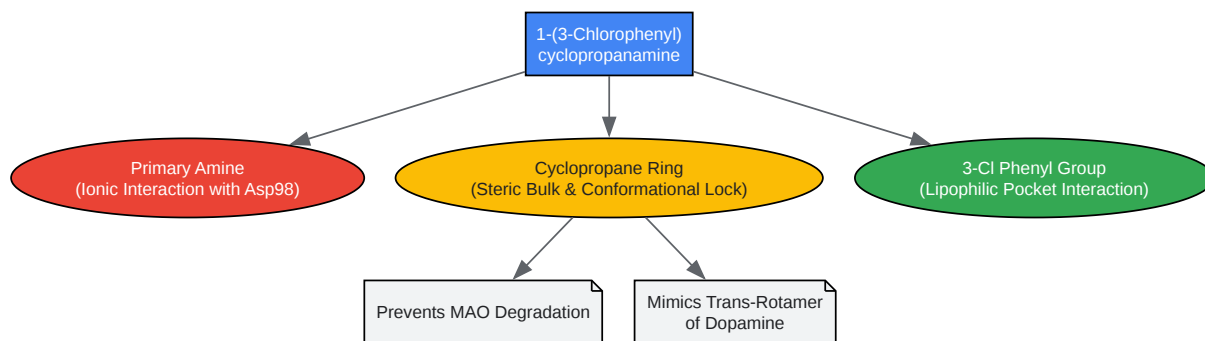 1-(3-Chlorophenyl)
cyclopropanamine
Primary Amine
(Ionic Interaction with Asp98)
Cyclopropane Ring
(Steric Bulk & Conformational Lock)
3-Cl Phenyl Group
(Lipophilic Pocket Interaction)
Prevents MAO Degradation
Mimics Trans-Rotamer
of Dopamine